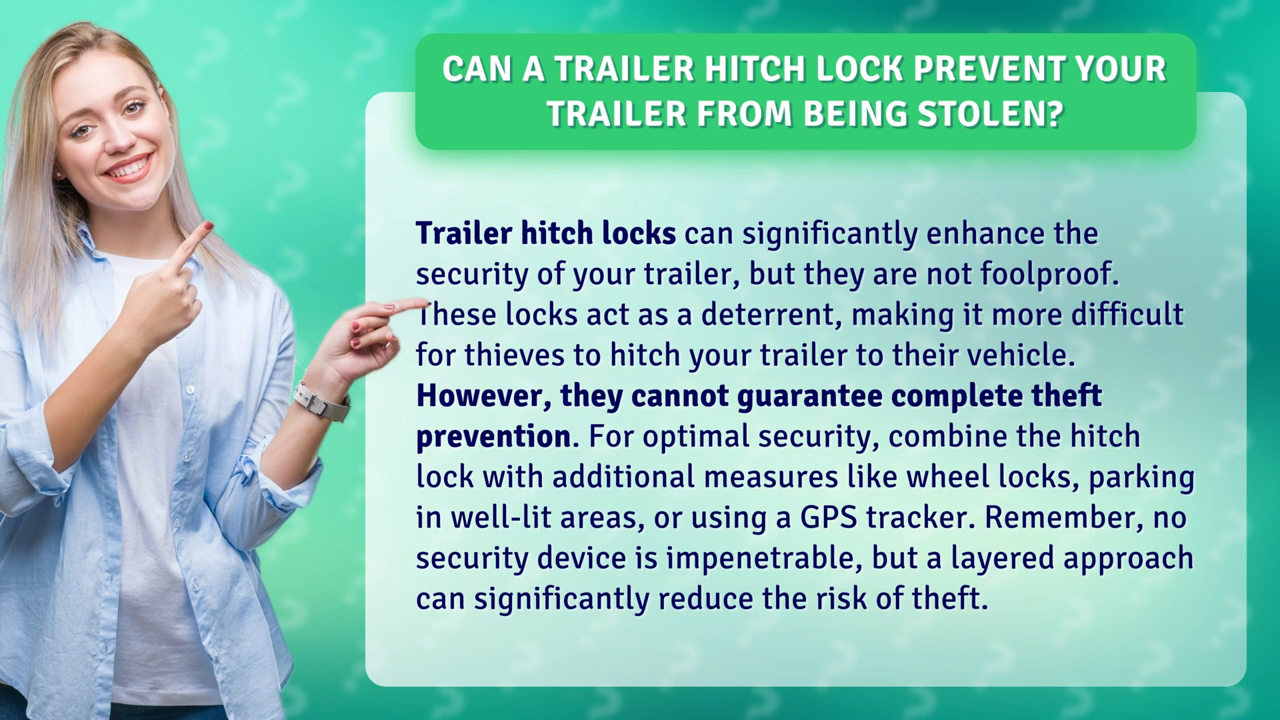 CAN A TRAILER HITCH LOCK PREVENT YOUR
TRAILER FROM BEING STOLEN?
Trailer hitch locks can significantly enhance the
security of your trailer, but they are not foolproof.
These locks act as a deterrent, making it more difficult
for thieves to hitch your trailer to their vehicle.
However, they cannot guarantee complete theft
prevention. For optimal security, combine the hitch
lock with additional measures like wheel locks, parking
in well-lit areas, or using a GPS tracker. Remember, no
security device is impenetrable, but a layered approach
can significantly reduce the risk of theft.